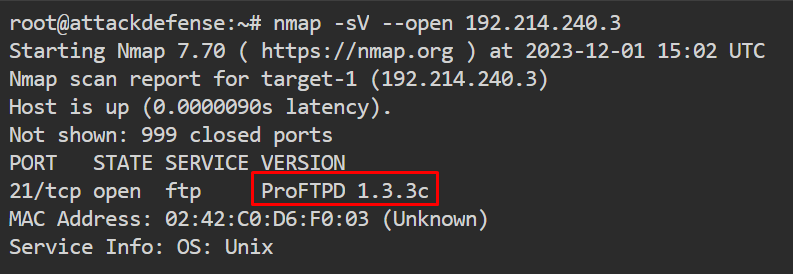 root@attackdefense:~# nmap -sV --open 192.214.240.3
Starting Nmap 7.70 ( https://nmap.org ) at 2023-12-01 15:02 UTC
Nmap scan report for target-1 (192.214.240.3)
Host is up (0.0000090s latency).
Not shown: 999 closed ports
PORT   STATE SERVICE VERSION
21/tcp open  ftp     ProFTPD 1.3.3c
MAC Address: 02:42:C0:D6:F0:03 (Unknown)
Service Info: OS: Unix